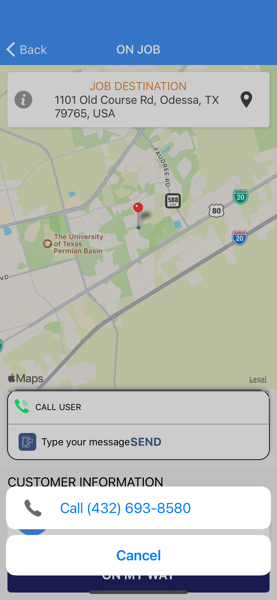 Back
ON JOB
JOB DESTINATION
1101 Old Course Rd, Odessa, TX
79765, USA
FAUDREE RD
588
20
80
The University
of Texas
Permian Basin
20
Maps
Legal
CALL USER
Type your message SEND
CUSTOMER INFORMATION
Call (432) 693-8580
Cancel
ON MY WAY